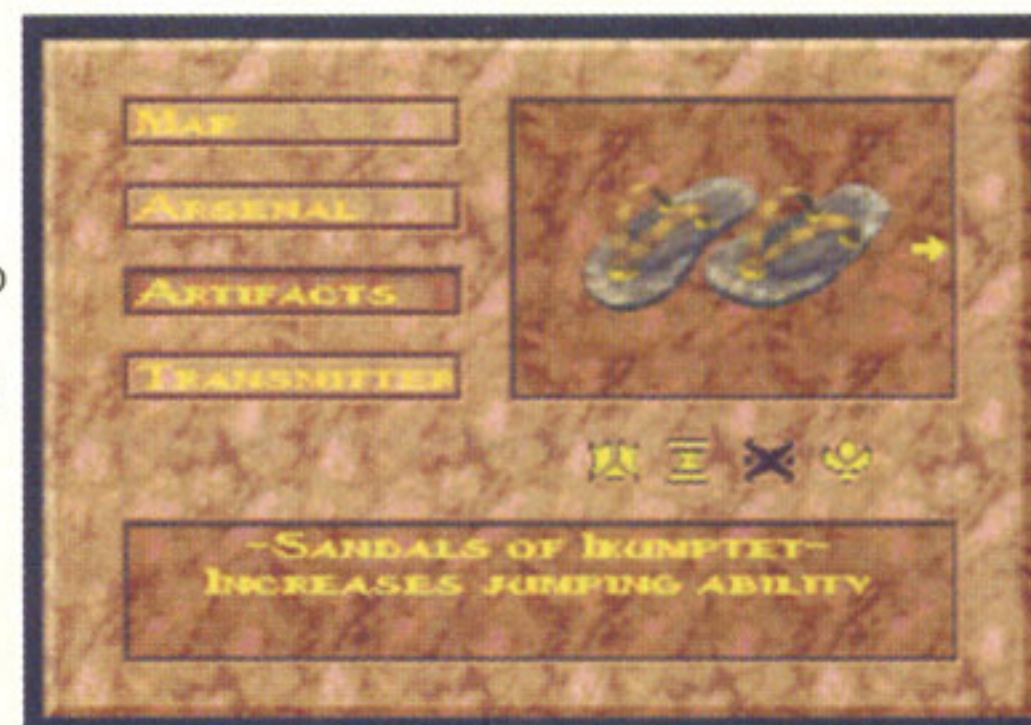 Map
Arsenal
Artifacts
Transmitter
~Sandals of Ikumptet~
Increases jumping ability